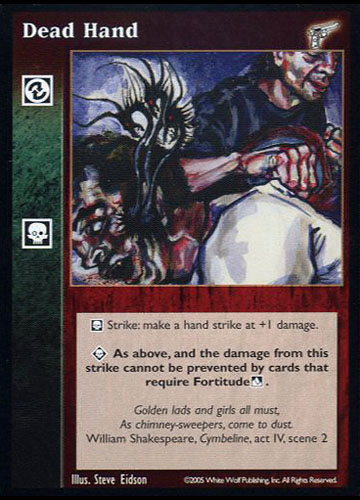 Dead Hand
Strike: make a hand strike at +1 damage.
As above, and the damage from this
strike cannot be prevented by cards that
require Fortitude .
Golden lads and girls all must,
As chimney-sweepers, come to dust.
William Shakespeare, Cymbeline, act IV, scene 2
Illus. Steve Eidson
©2005 White Wolf Publishing, Inc. All Rights Reserved.